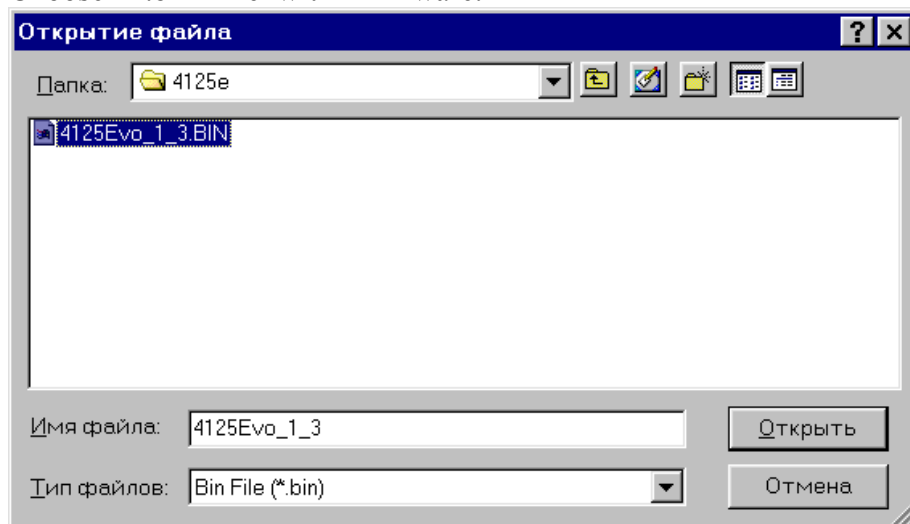 Открытие файла
Папка: 4125e
4125Evo_1_3.BIN
Имя файла: 4125Evo_1_3 Открыть
Тип файлов: Bin File (*.bin) Отмена